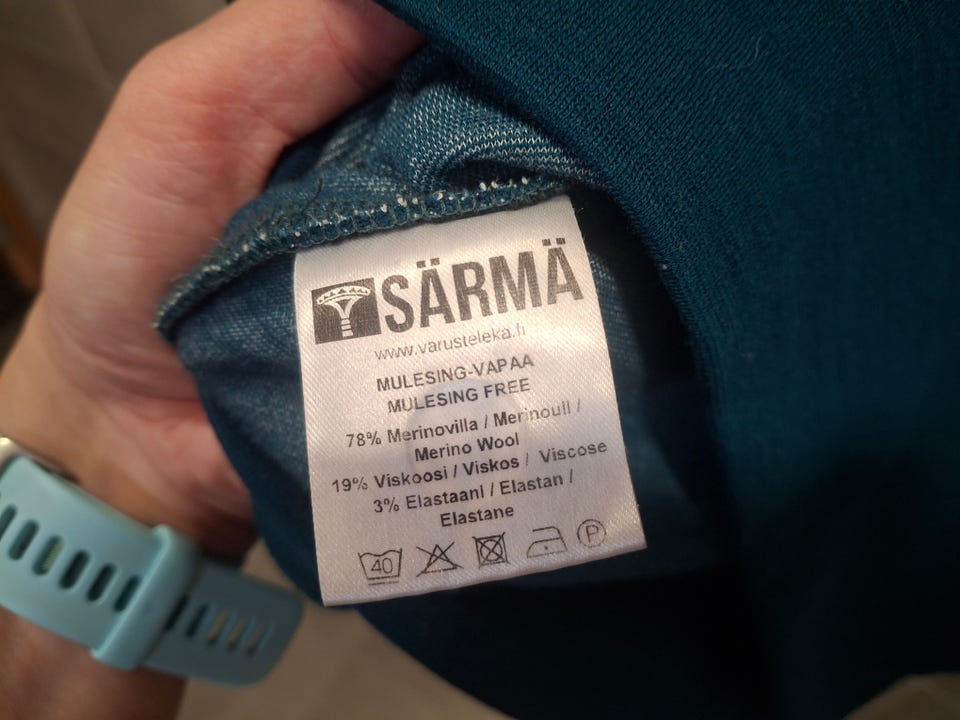 SÄRMÄ
www.varusteleka.fi
MULESING-VAPAA
MULESING FREE
78% Merinovilla / Merinoull /
Merino Wool
19% Viskoosi / Viskos / Viscose
3% Elastaani / Elastan /
Elastane
40 P